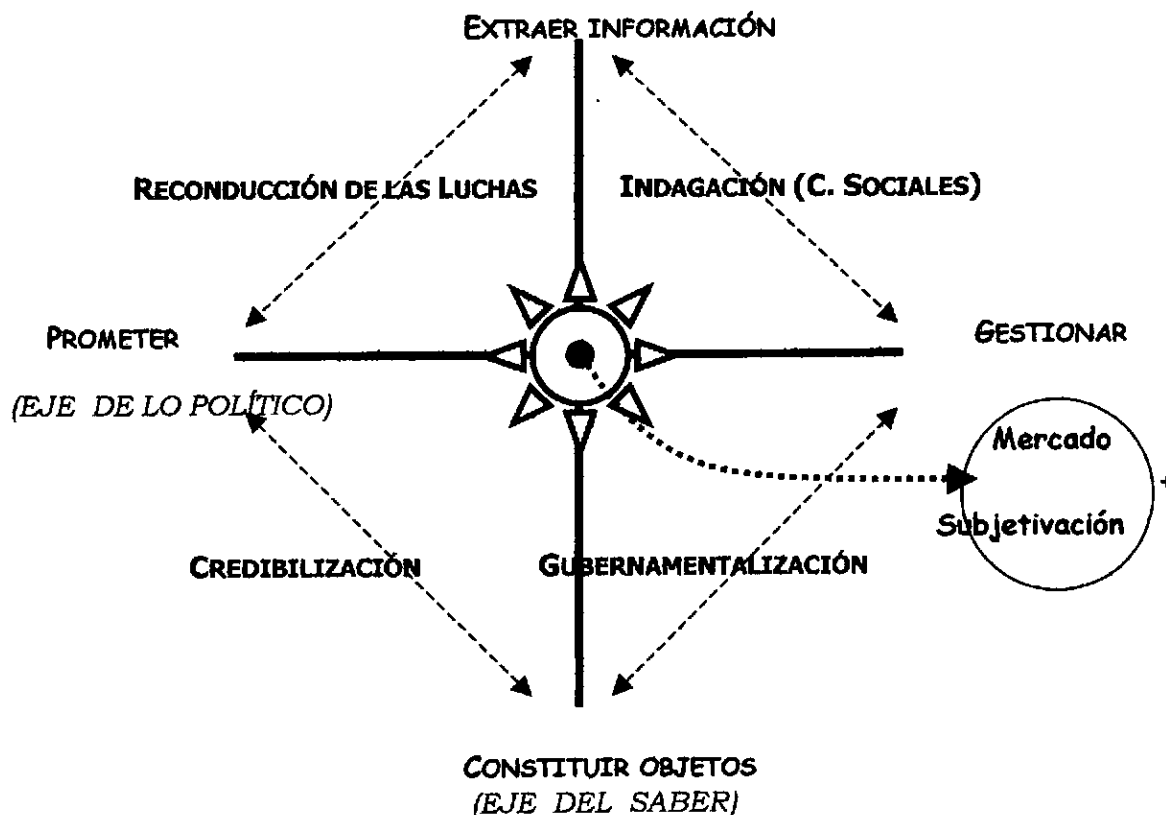 EXTRAER INFORMACIÓN
RECONDUCCIÓN DE LAS LUCHAS
INDAGACIÓN (C. SOCIALES)
PROMETER
GESTIONAR
(EJE DE LO POLÍTICO)
Mercado
+
Subjetivación
CREDIBILIZACIÓN
GUBERNAMENTALIZACIÓN
CONSTITUIR OBJETOS
(EJE DEL SABER)